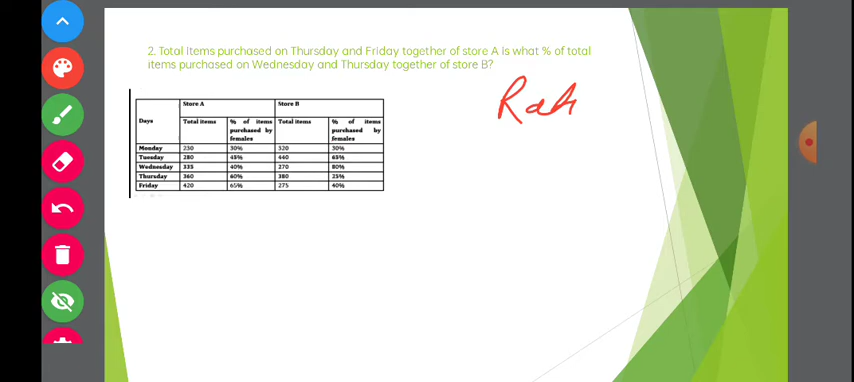 2. Total items purchased on Thursday and Friday together of store A is what % of total
items purchased on Wednesday and Thursday together of store B?
Rat
Days Store A Store B
Total items % of items purchased by females Total items % of items purchased by females
Monday 230 30% 320 30%
Tuesday 280 45% 440 65%
Wednesday 335 40% 270 80%
Thursday 360 60% 380 25%
Friday 420 65% 275 40%